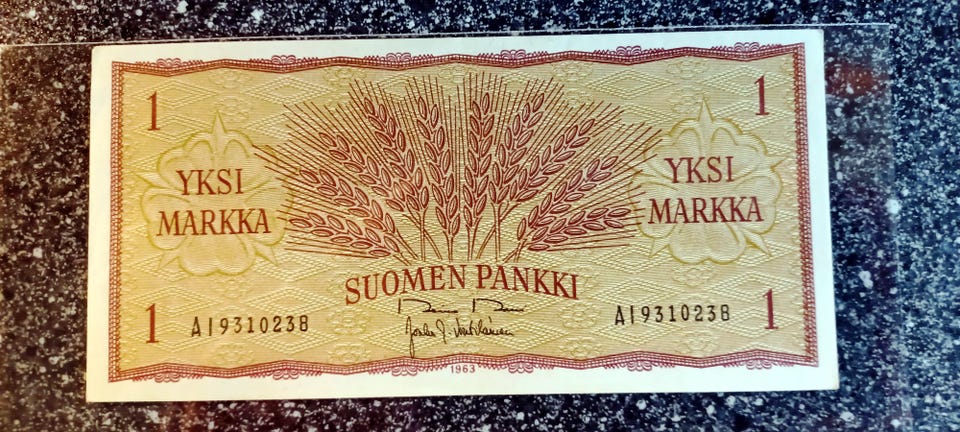 1
1
YKSI
MARKKA
YKSI
MARKKA
SUOMEN PANKKI
1
AI9310238
AI9310238
1
1963